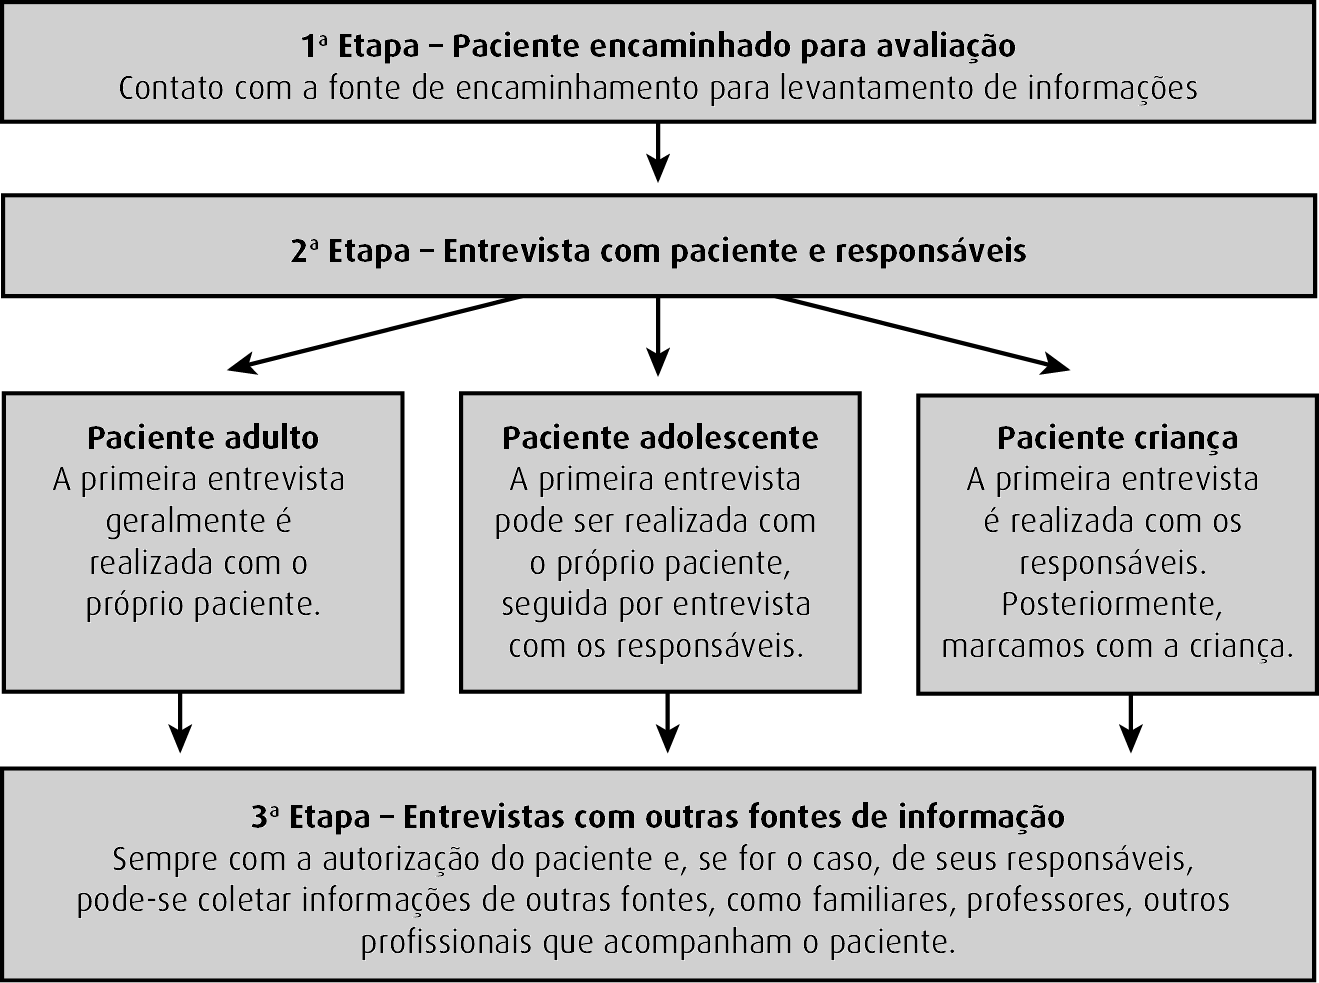 1ª Etapa – Paciente encaminhado para avaliação
Contato com a fonte de encaminhamento para levantamento de informações
2ª Etapa – Entrevista com paciente e responsáveis
Paciente adulto
A primeira entrevista
geralmente é
realizada com o
próprio paciente.
Paciente adolescente
A primeira entrevista
pode ser realizada com
o próprio paciente,
seguida por entrevista
com os responsáveis.
Paciente criança
A primeira entrevista
é realizada com os
responsáveis.
Posteriormente,
marcamos com a criança.
3ª Etapa – Entrevistas com outras fontes de informação
Sempre com a autorização do paciente e, se for o caso, de seus responsáveis,
pode-se coletar informações de outras fontes, como familiares, professores, outros
profissionais que acompanham o paciente.